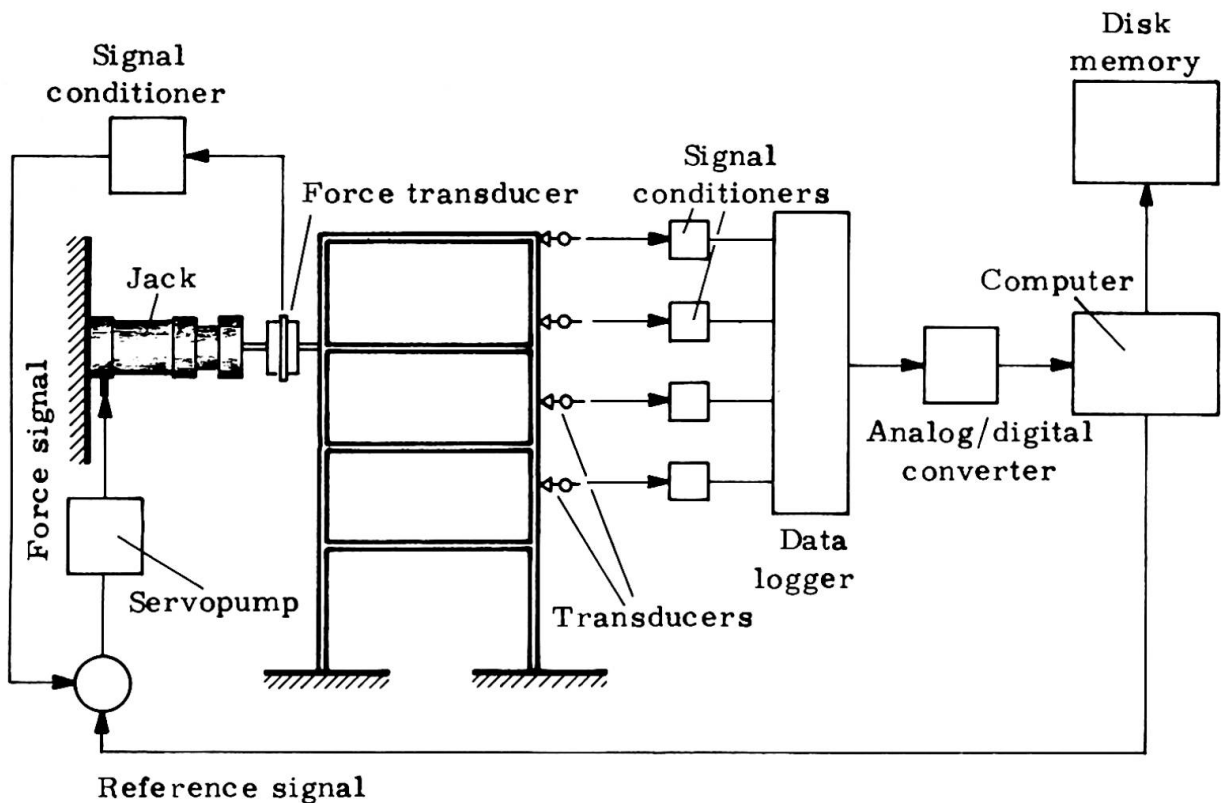 Disk
memory
Signal
conditioner
Signal
conditioners
Force transducer
Jack
Computer
Force signal
Analog/digital
converter
Servopump
Data
logger
Transducers
Reference signal